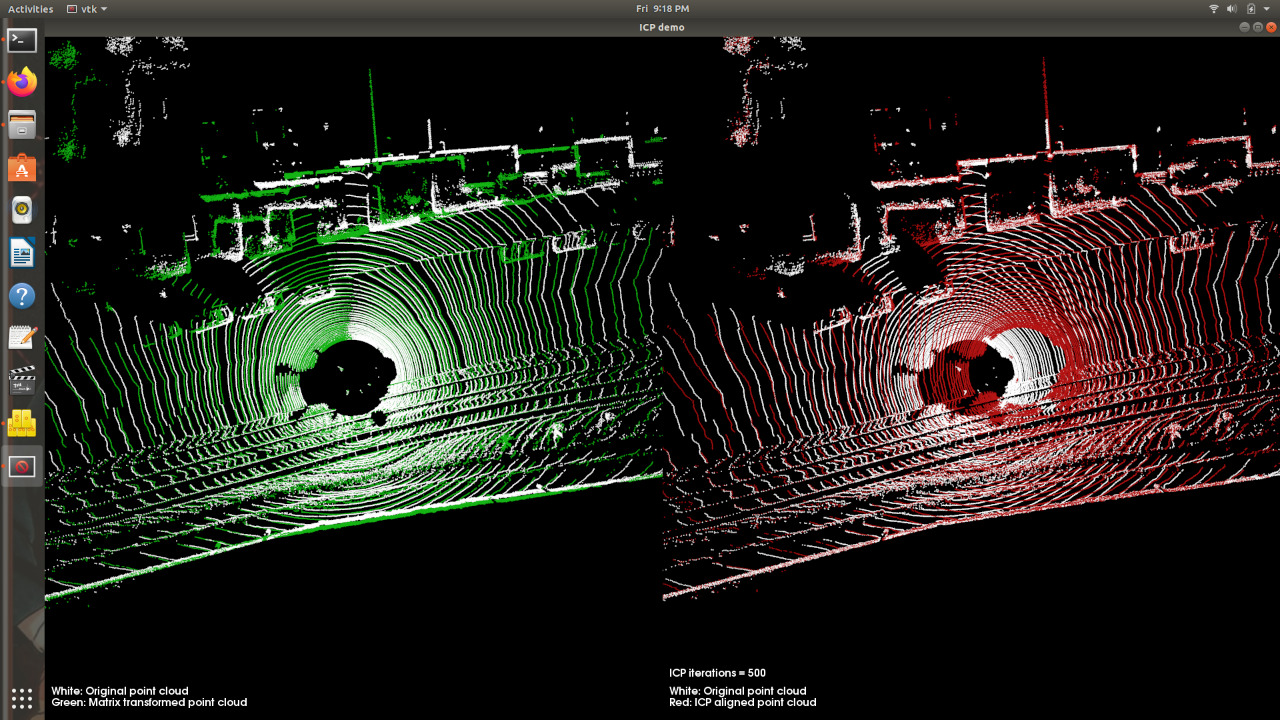 Activities
vtk
Fri 9:18 PM
ICP demo
ICP iterations = 500
White: Original point cloud
Green: Matrix transformed point cloud
White: Original point cloud
Red: ICP aligned point cloud